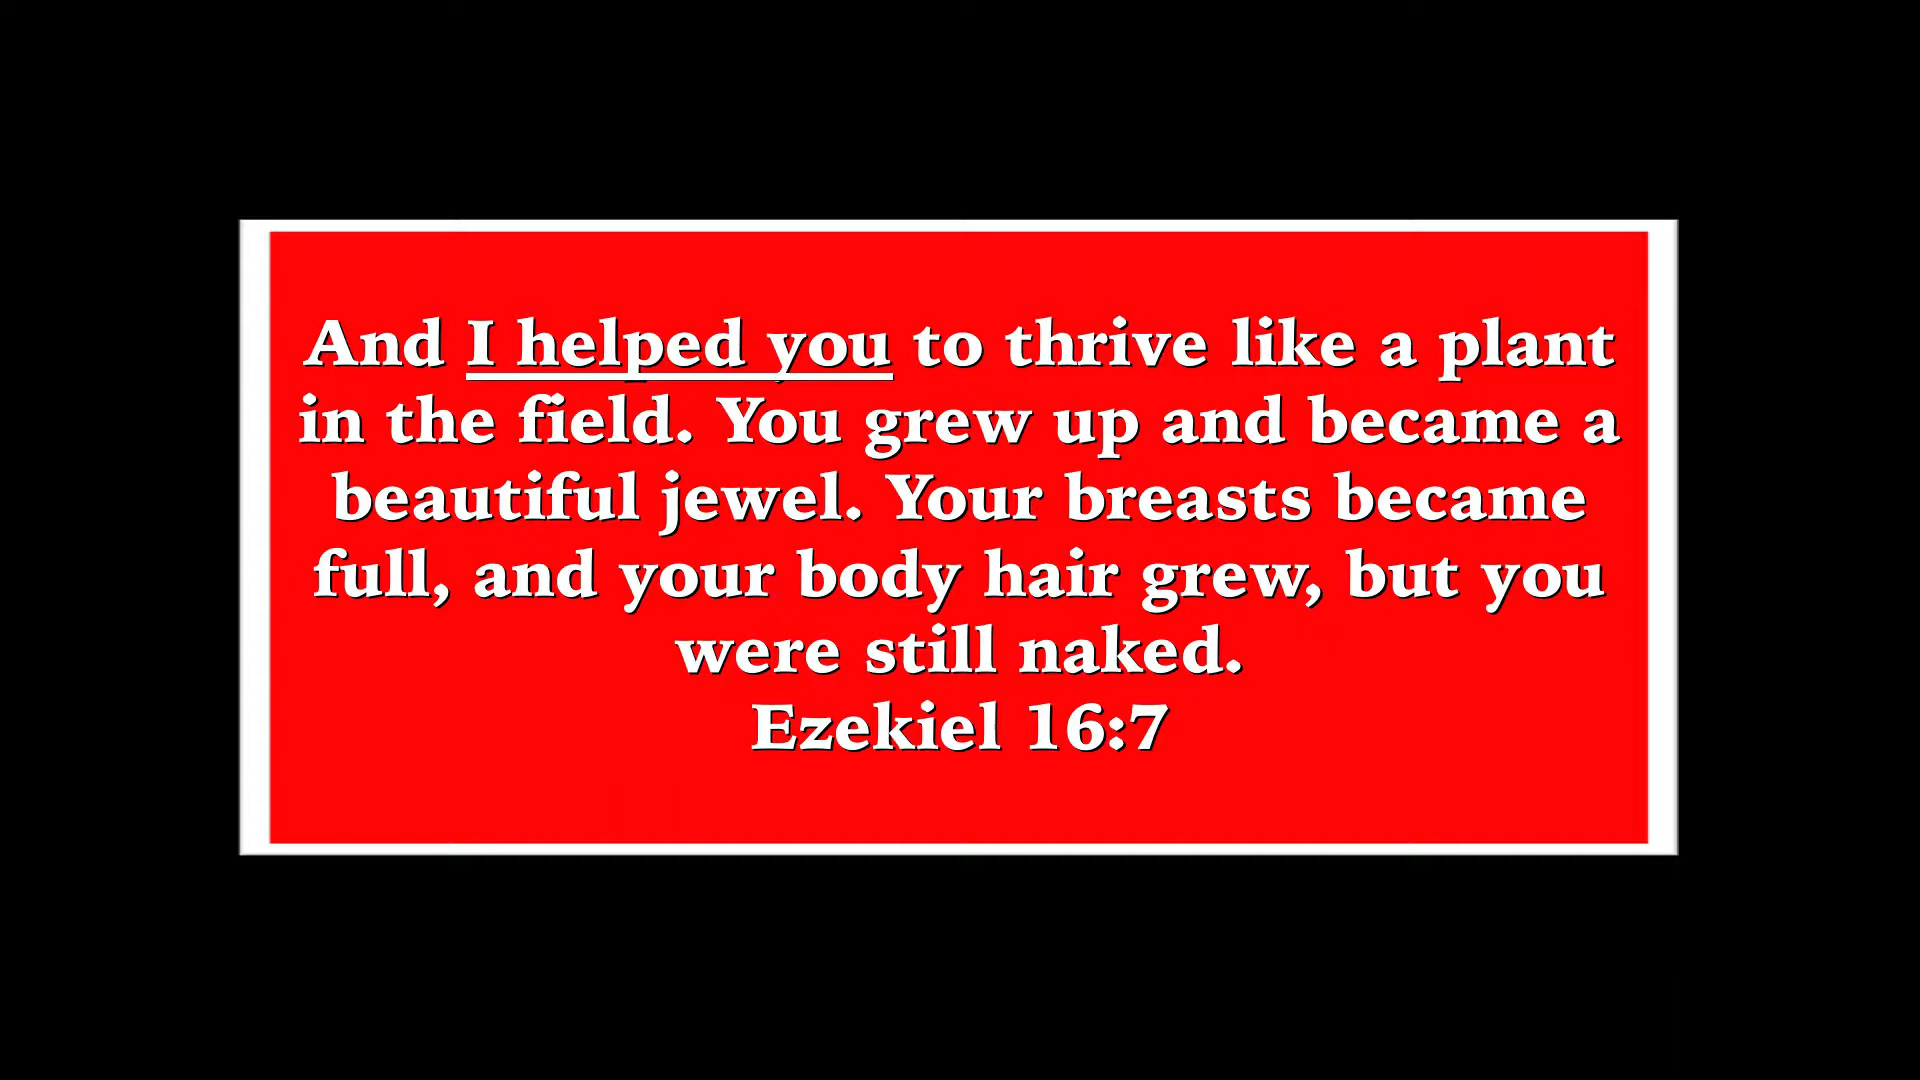 And I helped you to thrive like a plant
in the field. You grew up and became a
beautiful jewel. Your breasts became
full, and your body hair grew, but you
were still naked.
Ezekiel 16:7